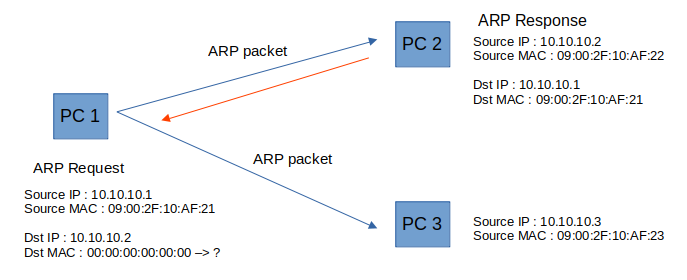 ARP Response
PC 2
Source IP : 10.10.10.2
Source MAC : 09:00:2F:10:AF:22
Dst IP : 10.10.10.1
Dst MAC : 09:00:2F:10:AF:21
ARP packet
PC 1
ARP packet
ARP Request
Source IP : 10.10.10.1
Source MAC : 09:00:2F:10:AF:21
Dst IP : 10.10.10.2
Dst MAC : 00:00:00:00:00:00 –> ?
PC 3
Source IP : 10.10.10.3
Source MAC : 09:00:2F:10:AF:23